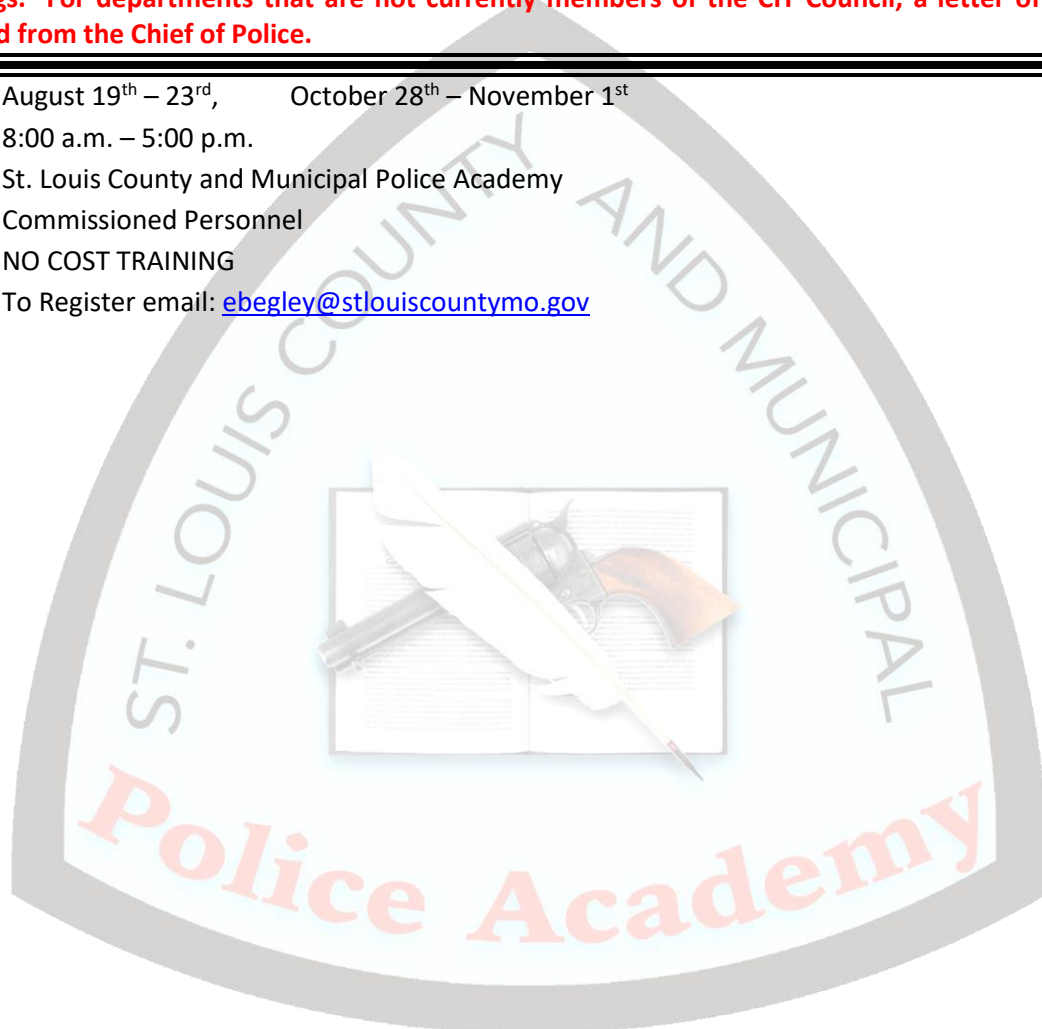 For departments that are not currently members of the CIT Council, a letter of
from the Chief of Police.
August 19th – 23rd, October 28th – November 1st
8:00 a.m. – 5:00 p.m.
St. Louis County and Municipal Police Academy
Commissioned Personnel
NO COST TRAINING
To Register email: ebegley@stlouiscountymo.gov
ST. LOUIS COUNTY AND MUNICIPAL
Police Academy